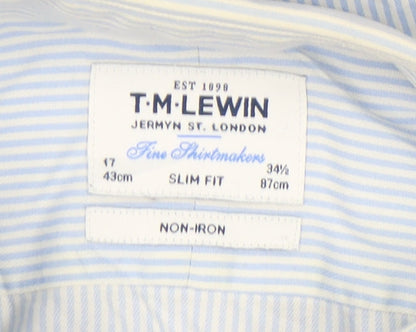 EST 1898
T·M·LEWIN
JERMYN ST. LONDON
Fine Shirtmakers
17 34½
43cm SLIM FIT 87cm
NON-IRON